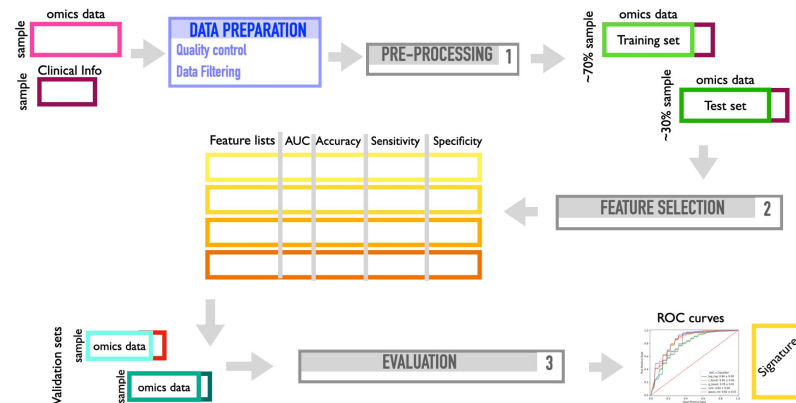 omics data
sample
Clinical Info
sample
DATA PREPARATION
Quality control
Data Filtering
PRE-PROCESSING 1
omics data
~70% sample
Training set
omics data
~30% sample
Test set
Feature lists AUC Accuracy Sensitivity Specificity
FEATURE SELECTION 2
Validation sets
sample
omics data
sample
omics data
EVALUATION 3
ROC curves
Signature